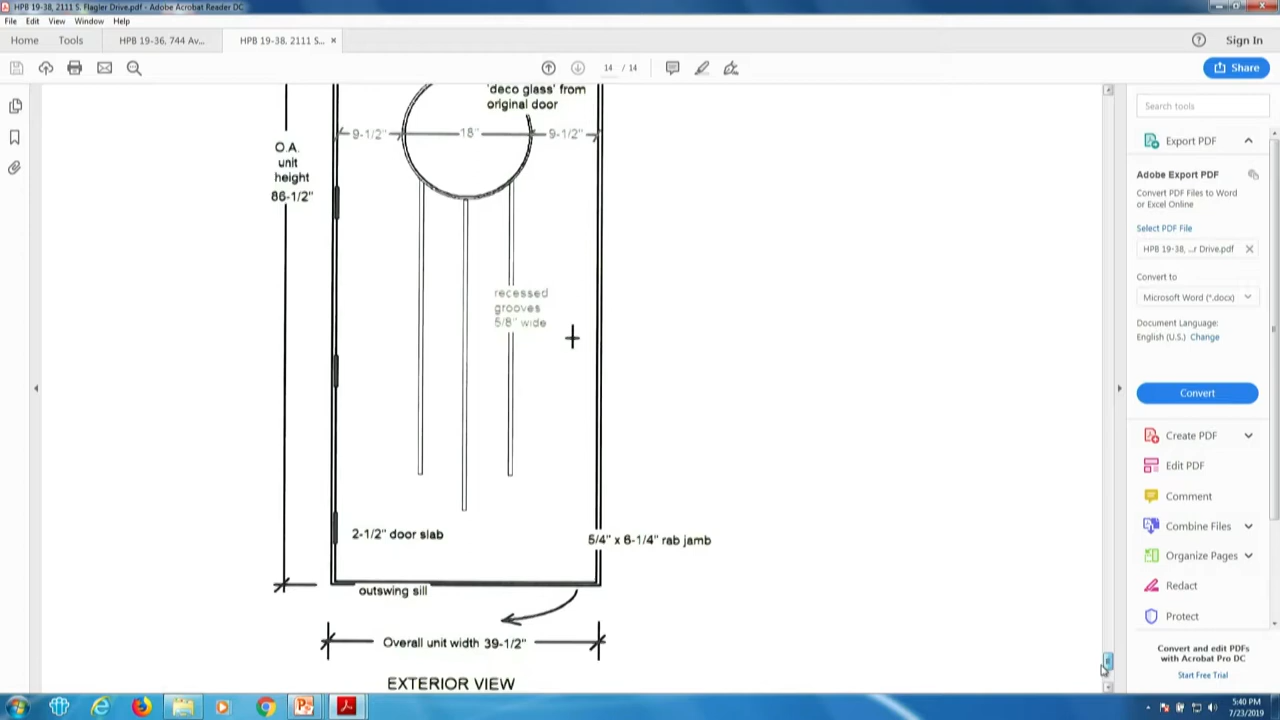 HPB 19-38, 2111 S. Flagler Drive.pdf - Adobe Acrobat Reader DC
File Edit View Window Help
Home Tools HPB 19-36, 744 Av... HPB 19-38, 2111 S... × Sign In
14 / 14 Share
'deco glass' from
original door
9-1/2" 18" 9-1/2"
O.A.
unit
height
86-1/2"
recessed
grooves
5/8" wide
2-1/2" door slab
5/4" x 6-1/4" rab jamb
outswing sill
Overall unit width 39-1/2"
EXTERIOR VIEW
Search tools
Export PDF
Adobe Export PDF
Convert PDF Files to Word
or Excel Online
Select PDF File
HPB 19-38, ...r Drive.pdf
Convert to
Microsoft Word (*.docx)
Document Language:
English (U.S.) Change
Convert
Create PDF
Edit PDF
Comment
Combine Files
Organize Pages
Redact
Protect
Convert and edit PDFs
with Acrobat Pro DC
Start Free Trial
5:40 PM
7/23/2019